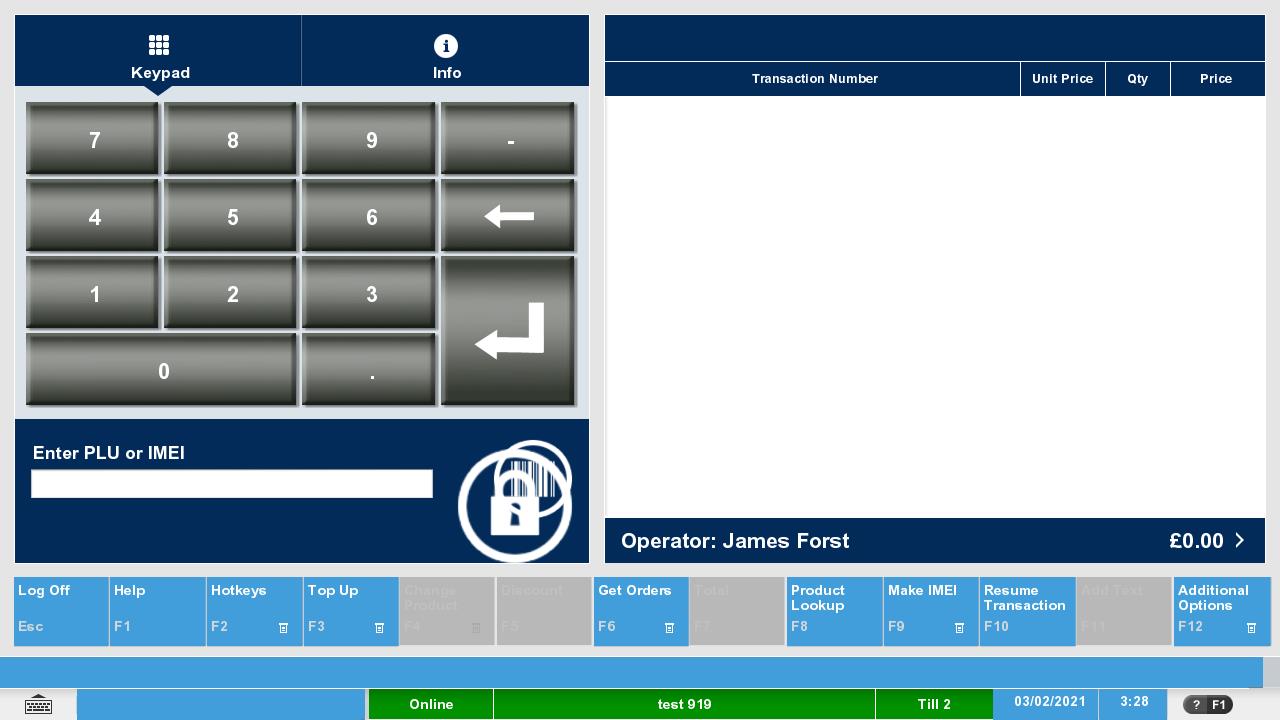 Keypad
Info
Transaction Number
Unit Price
Qty
Price
7
8
9
-
4
5
6
1
2
3
0
.
Enter PLU or IMEI
Operator: James Forst
£0.00 >
Log Off
Esc
Help
F1
Hotkeys
F2
Top Up
F3
Change
Product
F4
Discount
F5
Get Orders
F6
Total
F7
Product
Lookup
F8
Make IMEI
F9
Resume
Transaction
F10
Add Text
F11
Additional
Options
F12
Online
test 919
Till 2
03/02/2021
3:28
? F1